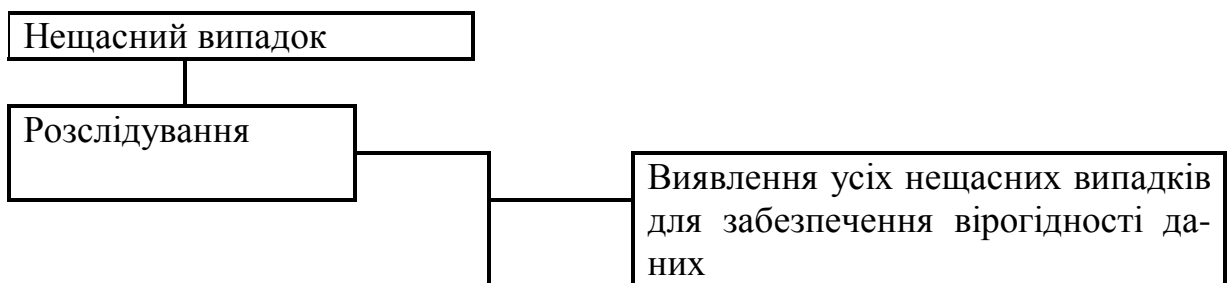 Нещасний випадок
Розслідування
Виявлення усіх нещасних випадків
для забезпечення вірогідності да-
них